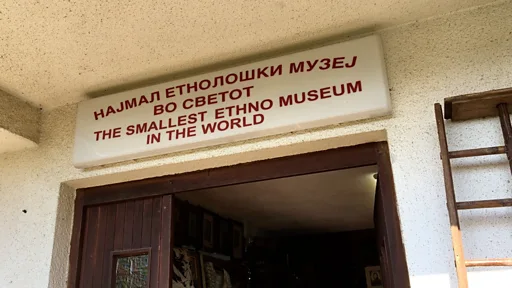 НАЈМАЛ ЕТНОЛОШКИ МУЗЕЈ
ВО СВЕТОТ
THE SMALLEST ETHNO MUSEUM
IN THE WORLD